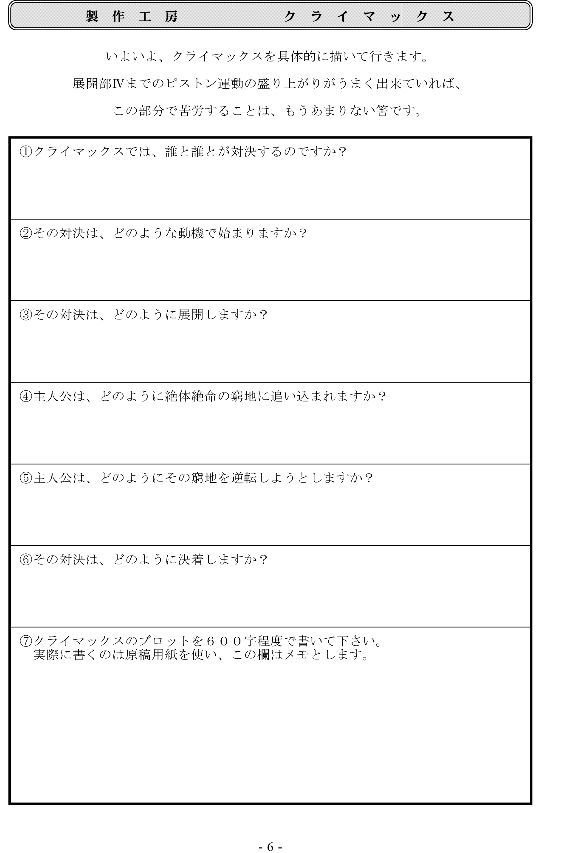 製作工房　クライマックス
いよいよ、クライマックスを具体的に描いて行きます。
展開部Ⅳまでのピストン運動の盛り上がりがうまく出来ていれば、
この部分で苦労することは、もうあまりない筈です。
①クライマックスでは、誰と誰とが対決するのですか？
②その対決は、どのような動機で始まりますか？
③その対決は、どのように展開しますか？
④主人公は、どのように絶体絶命の窮地に追い込まれますか？
⑤主人公は、どのようにその窮地を逆転しようとしますか？
⑥その対決は、どのように決着しますか？
⑦クライマックスのプロットを６００字程度で書いて下さい。
実際に書くのは原稿用紙を使い、この欄はメモとします。
- 6 -